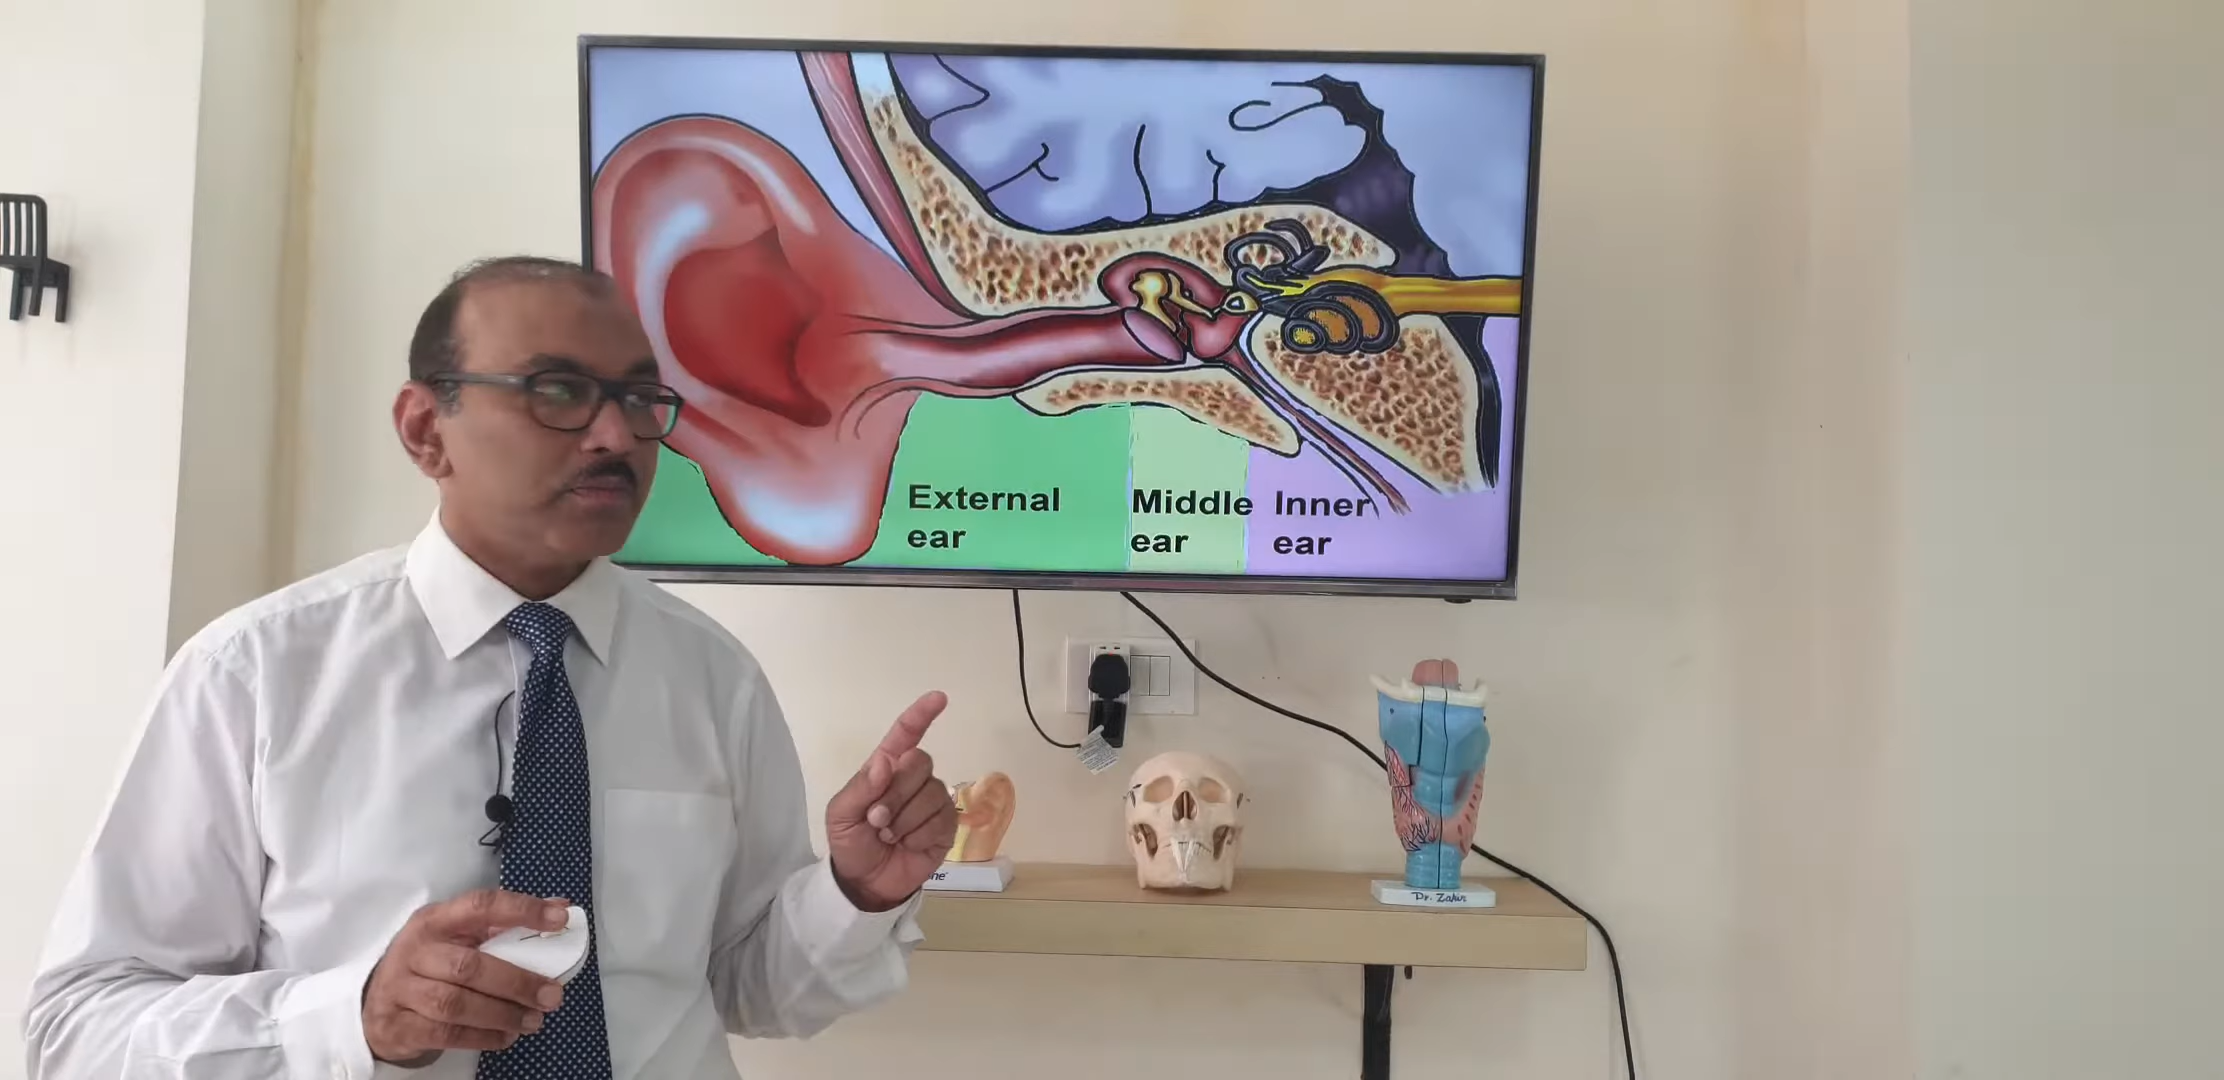 External
ear
Middle
ear
Inner
ear
Dr. Zahir